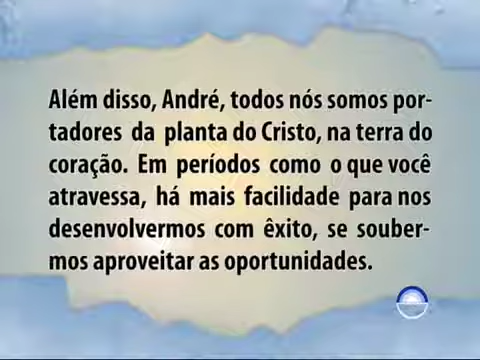 Além disso, André, todos nós somos por-
tadores da planta do Cristo, na terra do
coração. Em períodos como o que você
atravessa, há mais facilidade para nos
desenvolvermos com êxito, se souber-
mos aproveitar as oportunidades.